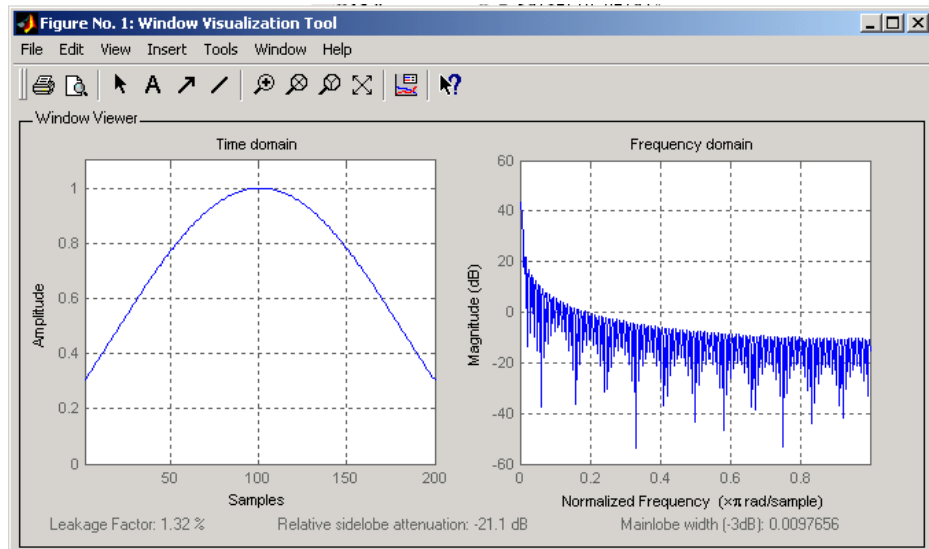 Figure No. 1: Window Visualization Tool
File Edit View Insert Tools Window Help
A
Window Viewer
Time domain
1
0.8
0.6
0.4
0.2
0
50 100 150 200
Amplitude
Samples
Frequency domain
60
40
20
0
-20
-40
-60
0 0.2 0.4 0.6 0.8
Magnitude (dB)
Normalized Frequency (×π rad/sample)
Leakage Factor: 1.32 % Relative sidelobe attenuation: -21.1 dB Mainlobe width (-3dB): 0.0097656